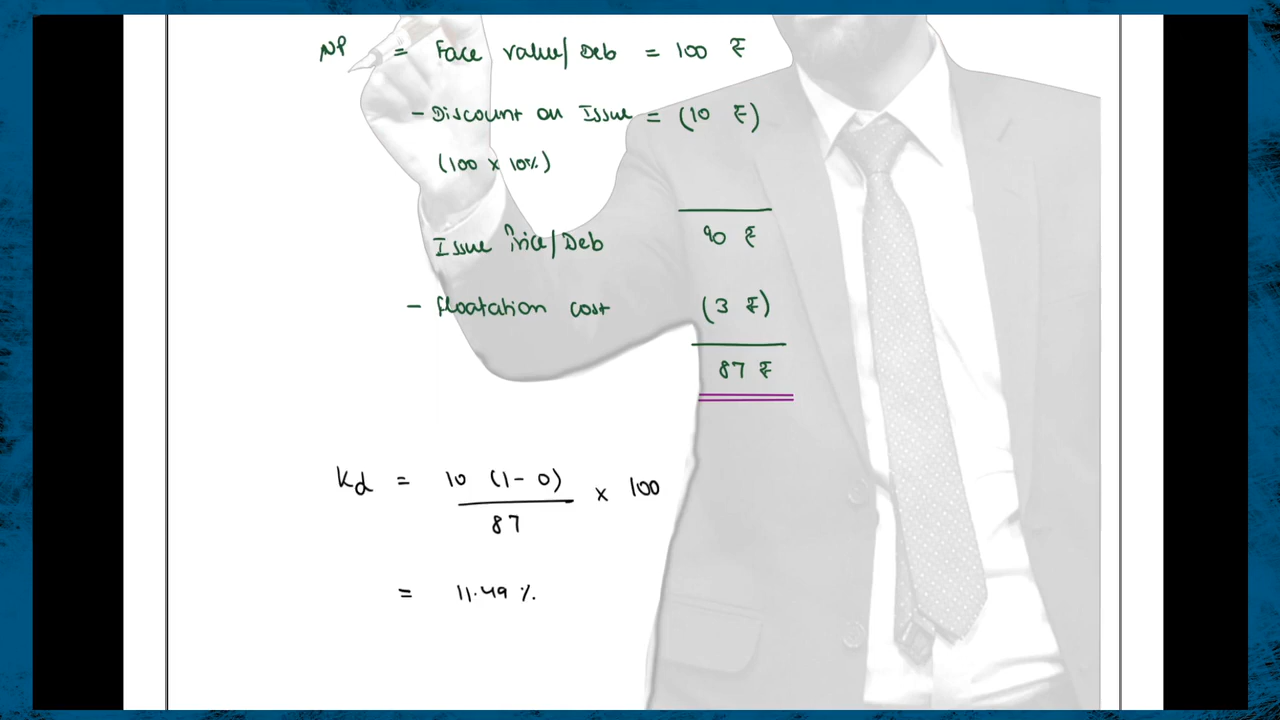 NP = Face value/Deb = 100 ₹
- Discount on Issue = (10 ₹)
(100 x 10%)
Issue Price/Deb 90 ₹
- floatation cost (3 ₹)
87 ₹
Kd = 10 (1-0) x 100
87
= 11.49 %